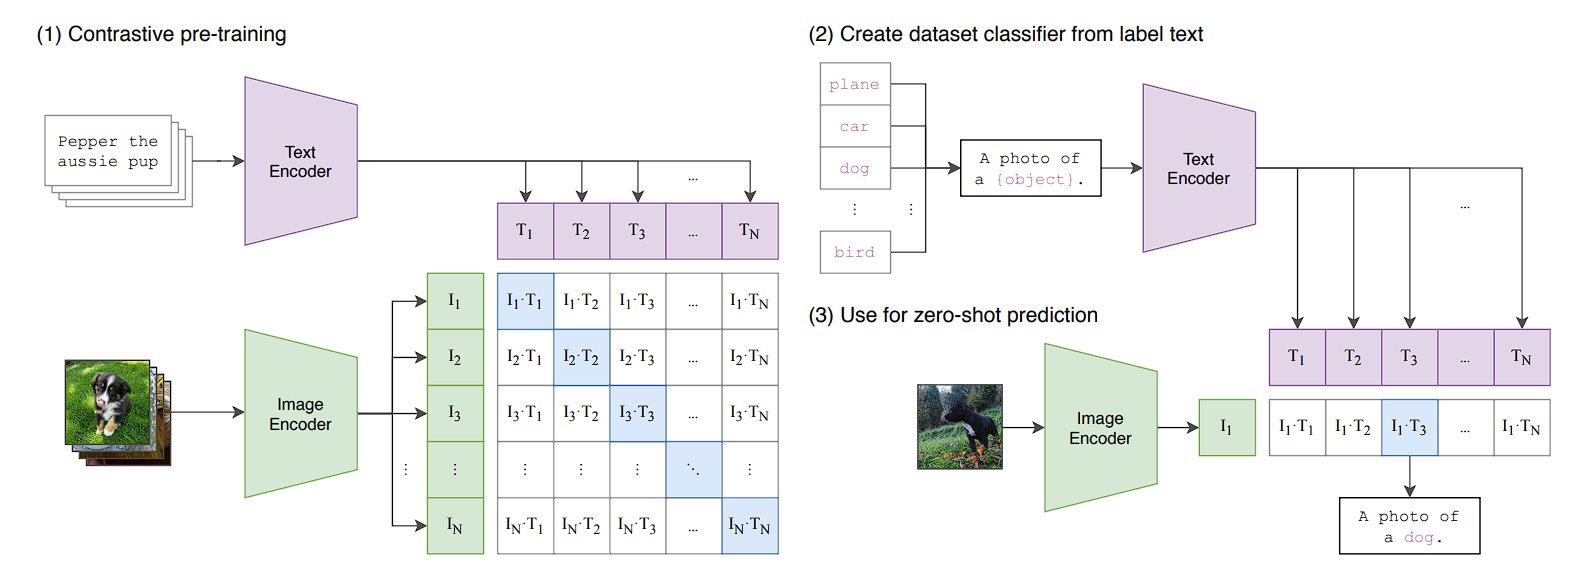 (1) Contrastive pre-training
Pepper the
aussie pup
Text
Encoder
...
T1 T2 T3 ... TN
Image
Encoder
I1 I1·T1 I1·T2 I1·T3 ... I1·TN
I2 I2·T1 I2·T2 I2·T3 ... I2·TN
I3 I3·T1 I3·T2 I3·T3 ... I3·TN
⋮ ⋮ ⋮ ⋮ ⋮ ⋱ ⋮
IN IN·T1 IN·T2 IN·T3 ... IN·TN
(2) Create dataset classifier from label text
plane
car
dog
⋮ ⋮
bird
A photo of
a {object}.
Text
Encoder
...
(3) Use for zero-shot prediction
T1 T2 T3 ... TN
Image
Encoder
I1 I1·T1 I1·T2 I1·T3 ... I1·TN
A photo of
a dog.